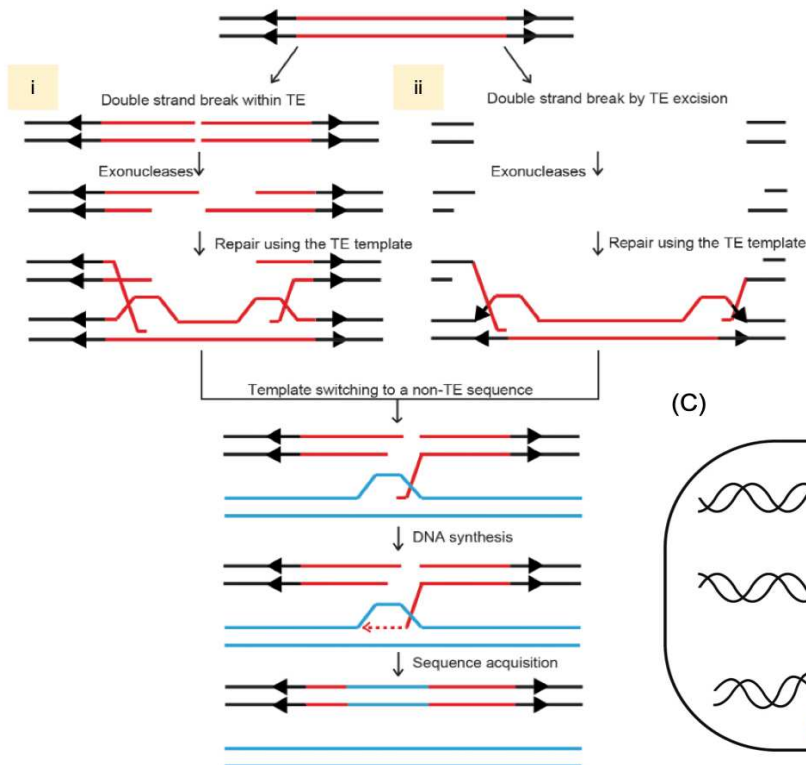 i
ii
Double strand break within TE
Double strand break by TE excision
Exonucleases
Exonucleases
Repair using the TE template
Repair using the TE template
Template switching to a non-TE sequence
(C)
DNA synthesis
Sequence acquisition